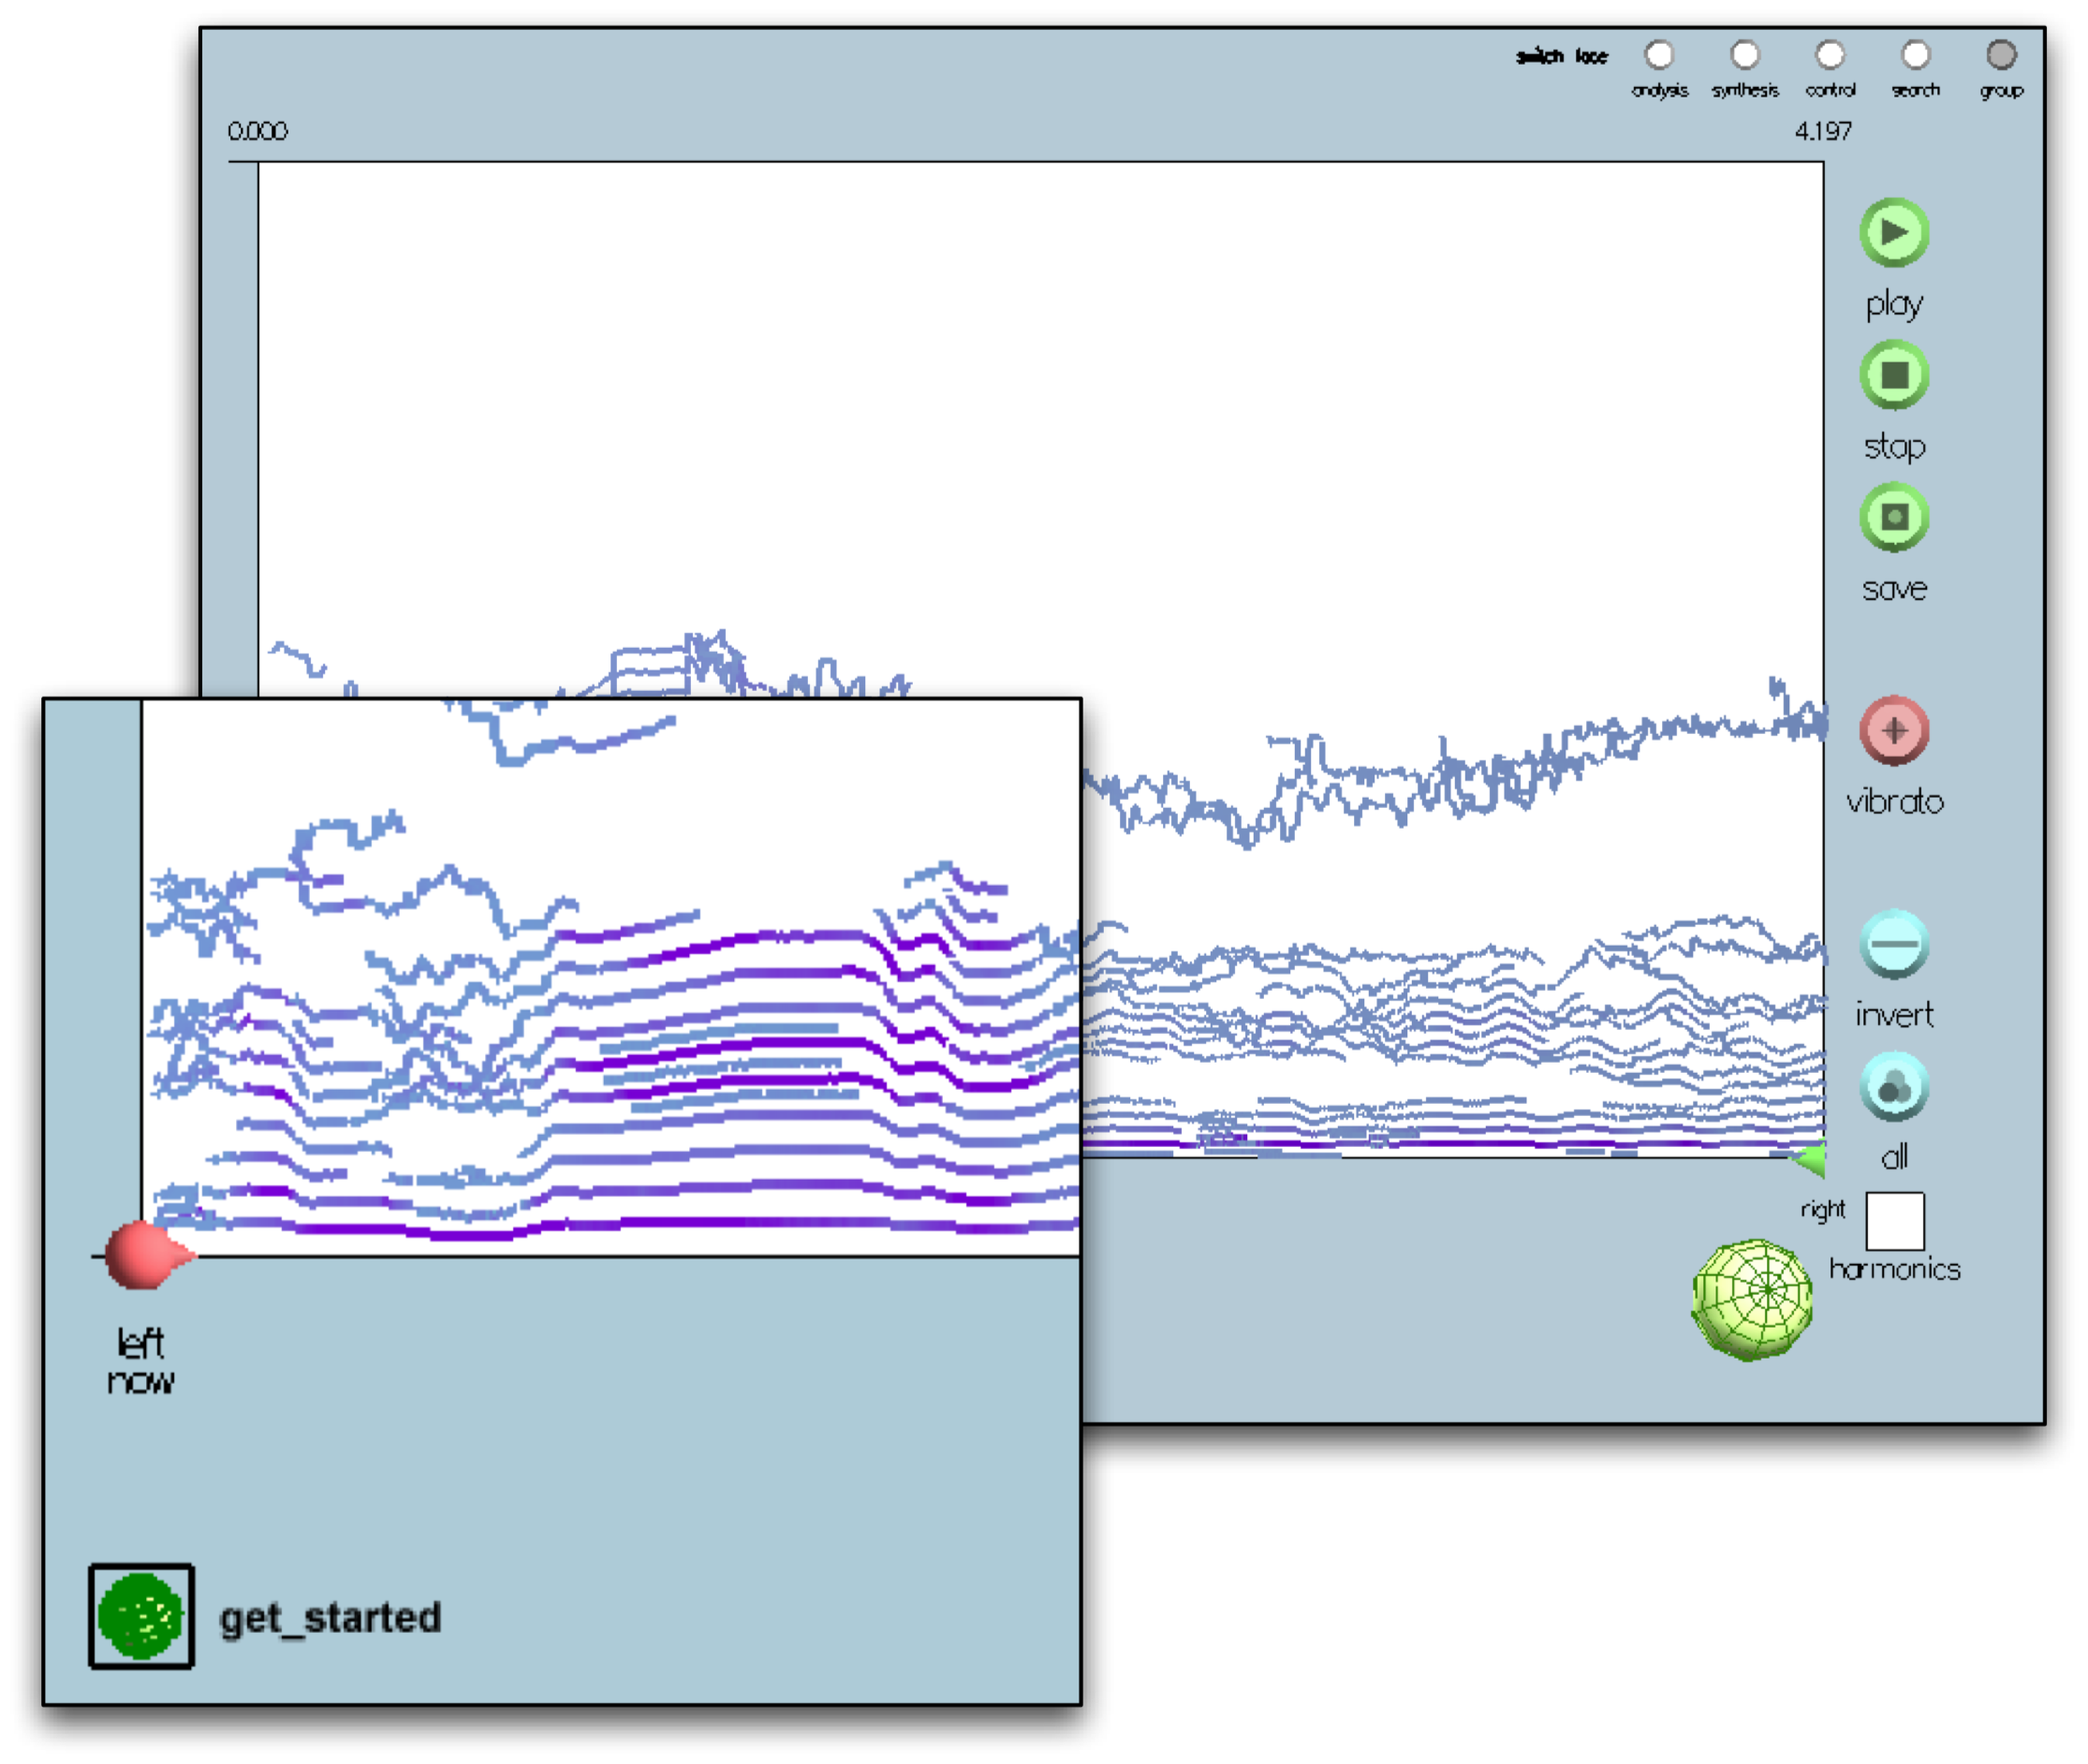 switch face
analysis synthesis control search group
0.000 4.197
play
stop
save
vibrato
invert
all
right
harmonics
left
now
get_started